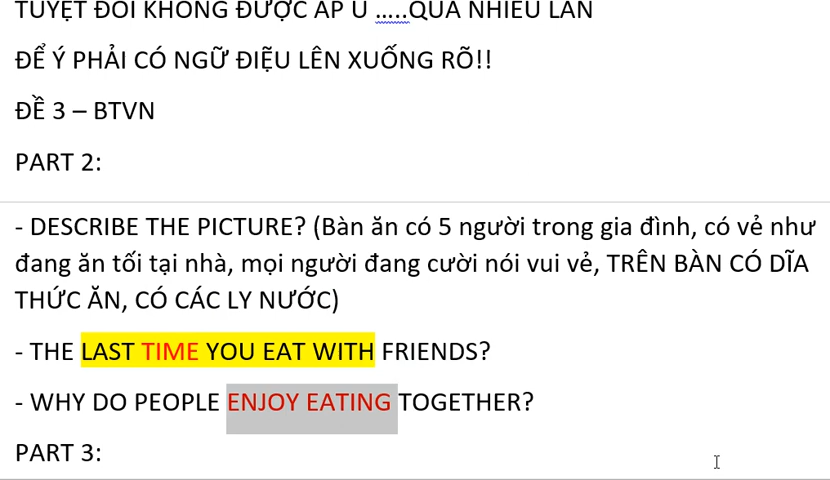 TUYỆT ĐỐI KHÔNG ĐƯỢC ẤP Ú …..QUÁ NHIỀU LẦN
ĐỂ Ý PHẢI CÓ NGỮ ĐIỆU LÊN XUỐNG RÕ!!
ĐỀ 3 – BTVN
PART 2:
- DESCRIBE THE PICTURE? (Bàn ăn có 5 người trong gia đình, có vẻ như
đang ăn tối tại nhà, mọi người đang cười nói vui vẻ, TRÊN BÀN CÓ DĨA
THỨC ĂN, CÓ CÁC LY NƯỚC)
- THE LAST TIME YOU EAT WITH FRIENDS?
- WHY DO PEOPLE ENJOY EATING TOGETHER?
PART 3: